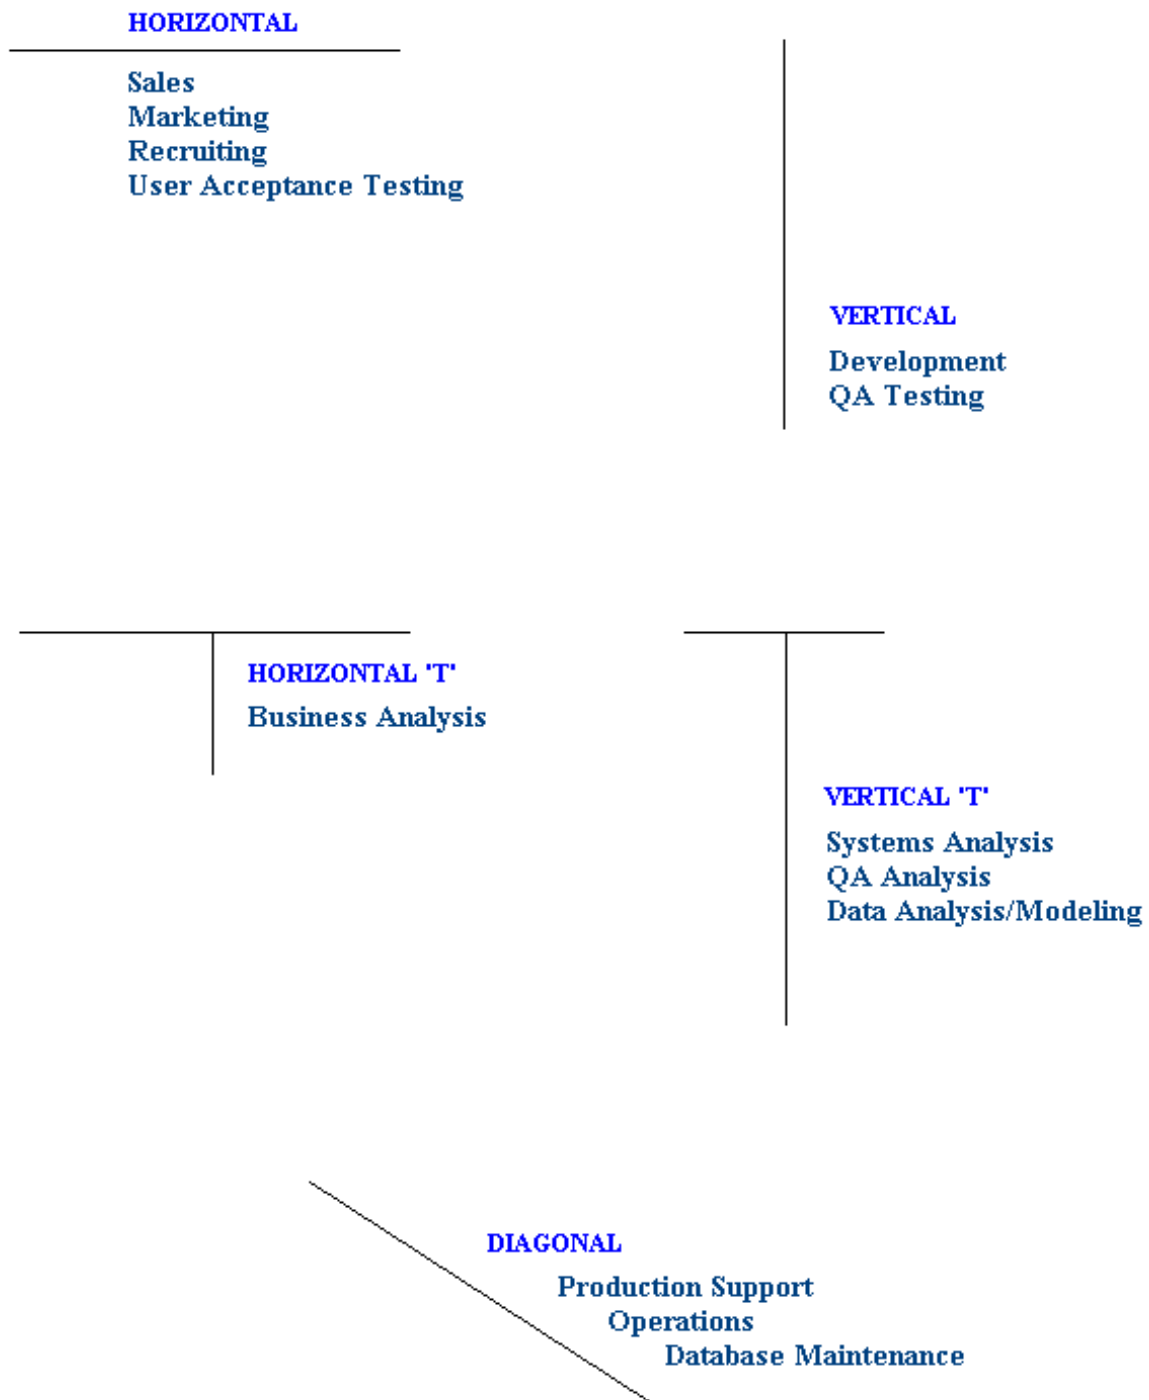 HORIZONTAL
Sales
Marketing
Recruiting
User Acceptance Testing
VERTICAL
Development
QA Testing
HORIZONTAL 'T'
Business Analysis
VERTICAL 'T'
Systems Analysis
QA Analysis
Data Analysis/Modeling
DIAGONAL
Production Support
Operations
Database Maintenance